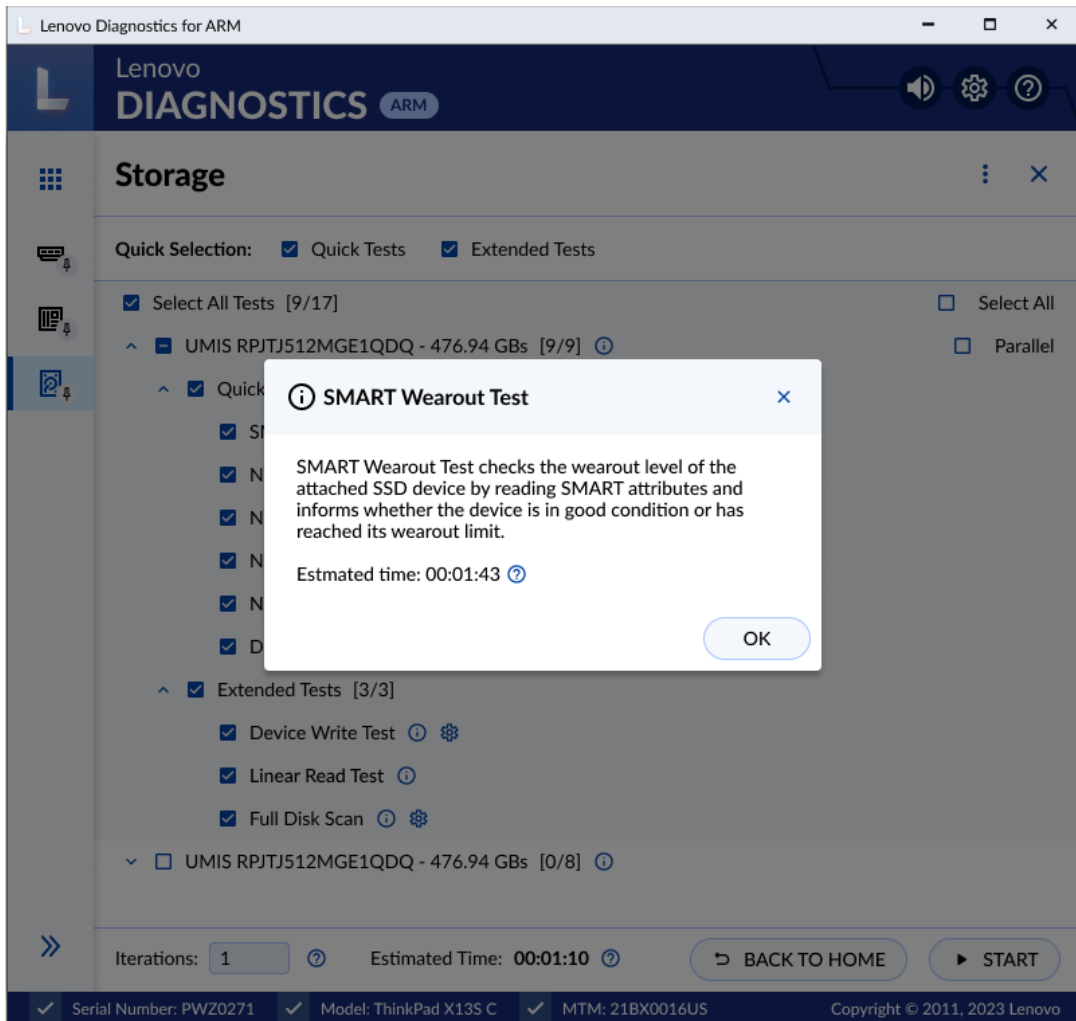 Lenovo Diagnostics for ARM
Lenovo
DIAGNOSTICS ARM
Storage
Quick Selection: Quick Tests Extended Tests
Select All Tests [9/17] Select All
UMIS RPJTJ512MGE1QDQ - 476.94 GBs [9/9] Parallel
Quick
SMART Wearout Test
SMART Wearout Test checks the wearout level of the
attached SSD device by reading SMART attributes and
informs whether the device is in good condition or has
reached its wearout limit.
Estmated time: 00:01:43
OK
N
N
N
N
D
Extended Tests [3/3]
Device Write Test
Linear Read Test
Full Disk Scan
UMIS RPJTJ512MGE1QDQ - 476.94 GBs [0/8]
Iterations: 1 Estimated Time: 00:01:10 BACK TO HOME START
Serial Number: PWZ0271 Model: ThinkPad X13S C MTM: 21BX0016US Copyright © 2011, 2023 Lenovo